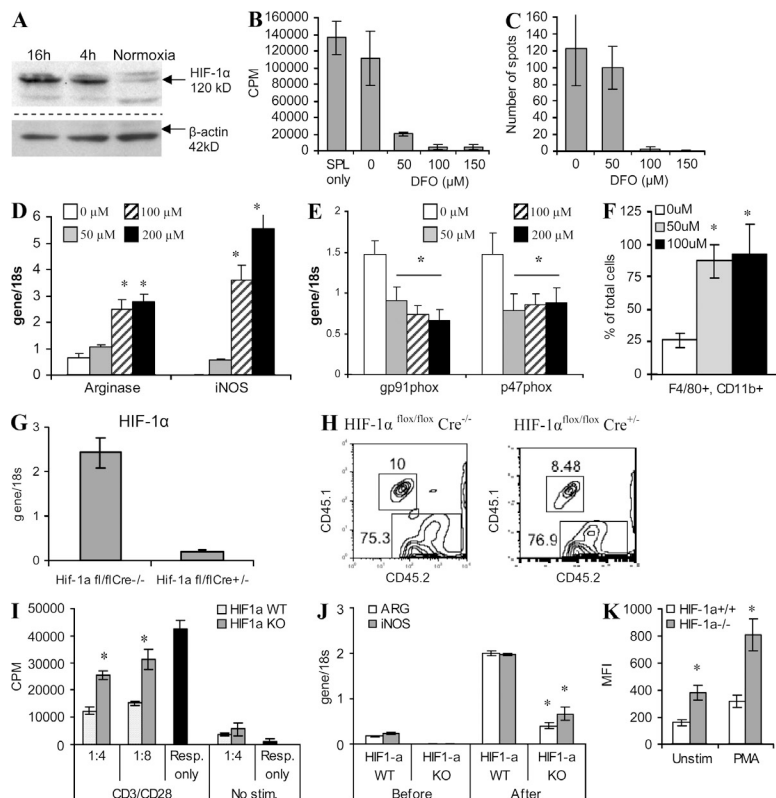 A
16h 4h Normoxia
HIF-1α
120 kD
β-actin
42kD
B
CPM
160000
140000
120000
100000
80000
60000
40000
20000
0
SPL only 0 50 100 150
DFO (μM)
C
Number of spots
160
140
120
100
80
60
40
20
0
0 50 100 150
DFO (μM)
D
0 μM 100 μM
50 μM 200 μM
gene/18s
6
5
4
3
2
1
0
* * * *
Arginase iNOS
E
0 μM 100 μM
50 μM 200 μM
gene/18s
2
1.5
1
0.5
0
* *
gp91phox p47phox
F
0uM
50uM
100uM
% of total cells
125
100
75
50
25
0
* *
F4/80+, CD11b+
G
HIF-1α
gene/18s
3
2
1
0
Hif-1a fl/flCre-/- Hif-1a fl/flCre+/-
H
HIF-1α flox/flox Cre -/- HIF-1α flox/flox Cre +/-
CD45.1
10
75.3
CD45.2
CD45.1
8.48
76.9
CD45.2
I
HIF1a WT
HIF1a KO
CPM
50000
40000
30000
20000
10000
0
* *
1:4 1:8 Resp. only 1:4 Resp. only
CD3/CD28 No stim.
J
ARG
iNOS
gene/18s
3
2
1
0
* *
HIF1-a WT HIF1-a KO HIF1-a WT HIF1-a KO
Before After
K
HIF-1a+/+
HIF-1a-/-
MFI
1000
800
600
400
200
0
* *
Unstim PMA